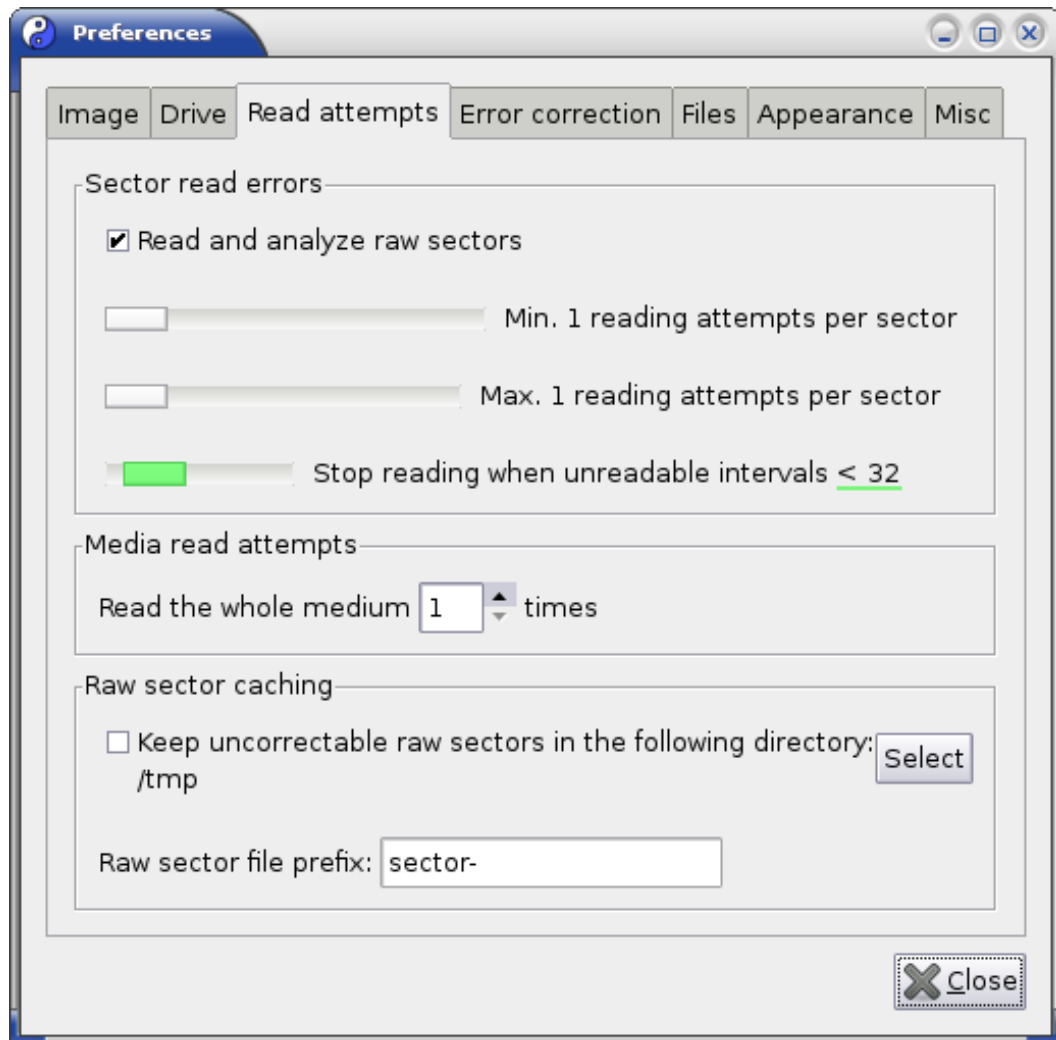 Preferences
Image Drive Read attempts Error correction Files Appearance Misc
Sector read errors
Read and analyze raw sectors
Min. 1 reading attempts per sector
Max. 1 reading attempts per sector
Stop reading when unreadable intervals < 32
Media read attempts
Read the whole medium 1 times
Raw sector caching
Keep uncorrectable raw sectors in the following directory:
/tmp
Select
Raw sector file prefix: sector-
Close